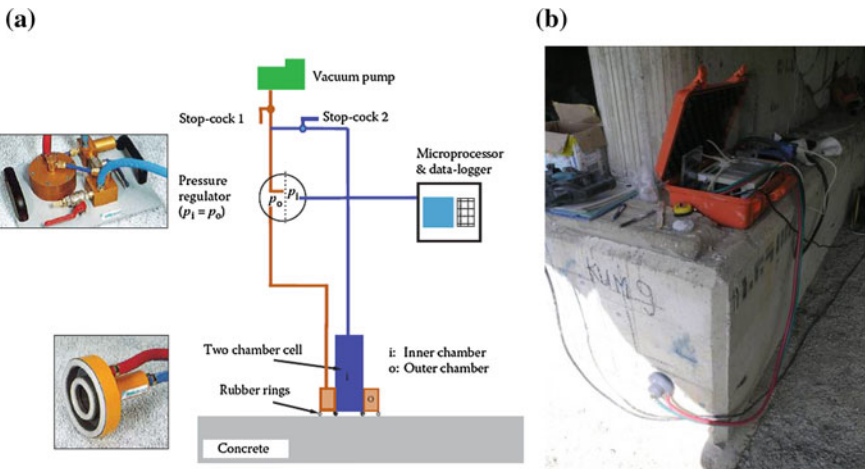 (a)
(b)
Vacuum pump
Stop-cock 1
Stop-cock 2
Microprocessor
& data-logger
Pressure
regulator
(pᵢ = pₒ)
pₒ
pᵢ
Two chamber cell
i: Inner chamber
o: Outer chamber
i
Rubber rings
o
Concrete